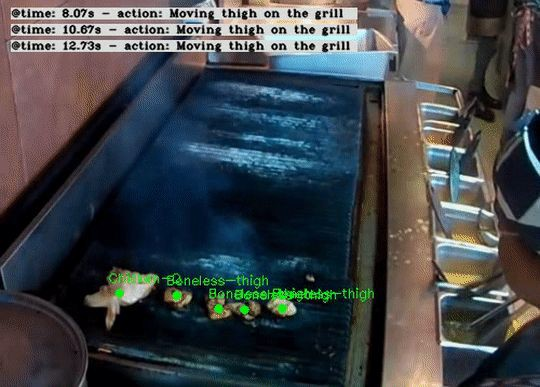 @time: 8.07s - action: Moving thigh on the grill
@time: 10.67s - action: Moving thigh on the grill
@time: 12.73s - action: Moving thigh on the grill
Boneless-thigh
Boneless-thigh